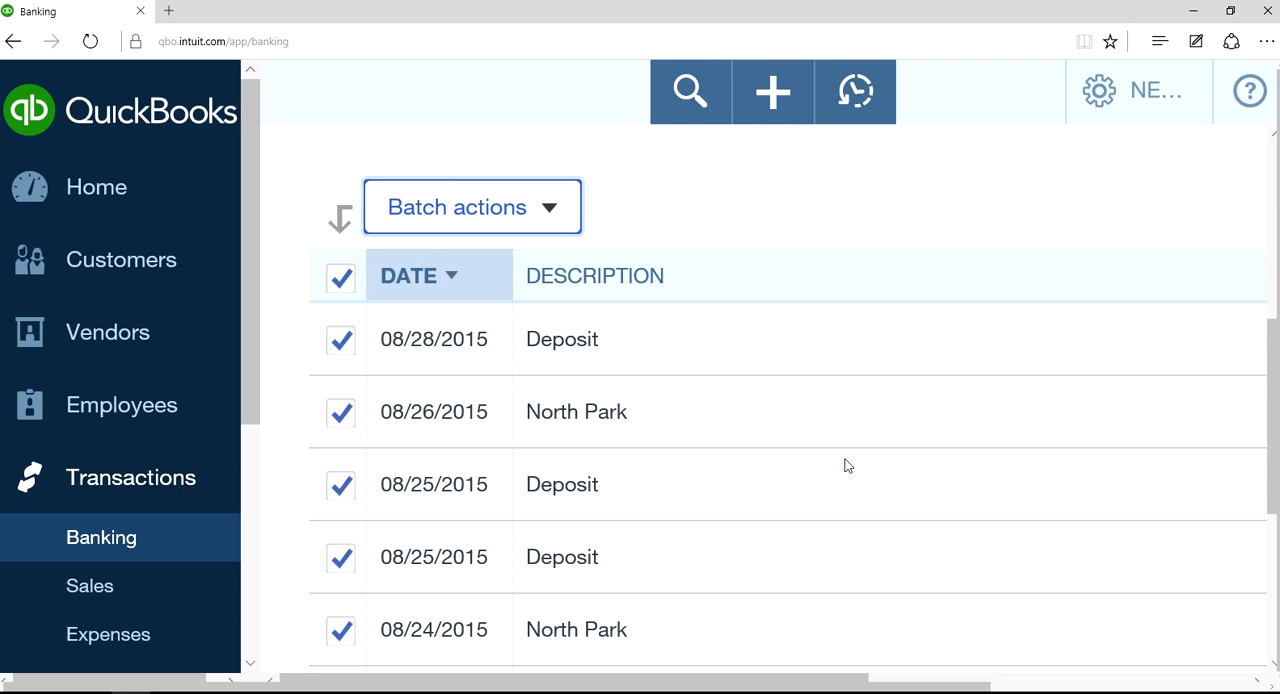 Banking
qbo.intuit.com/app/banking
qb QuickBooks
NE...
?
Home
Customers
Vendors
Employees
Transactions
Banking
Sales
Expenses
Batch actions
DATE DESCRIPTION
08/28/2015 Deposit
08/26/2015 North Park
08/25/2015 Deposit
08/25/2015 Deposit
08/24/2015 North Park